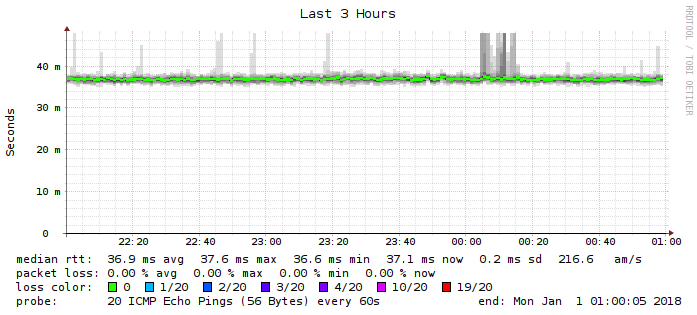 Last 3 Hours
RRDTOOL / TOBI OETIKER
Seconds
40 m
30 m
20 m
10 m
0
22:20 22:40 23:00 23:20 23:40 00:00 00:20 00:40 01:00
median rtt: 36.9 ms avg 37.6 ms max 36.6 ms min 37.1 ms now 0.2 ms sd 216.6 am/s
packet loss: 0.00 % avg 0.00 % max 0.00 % min 0.00 % now
loss color: 0 1/20 2/20 3/20 4/20 10/20 19/20
probe: 20 ICMP Echo Pings (56 Bytes) every 60s end: Mon Jan 1 01:00:05 2018